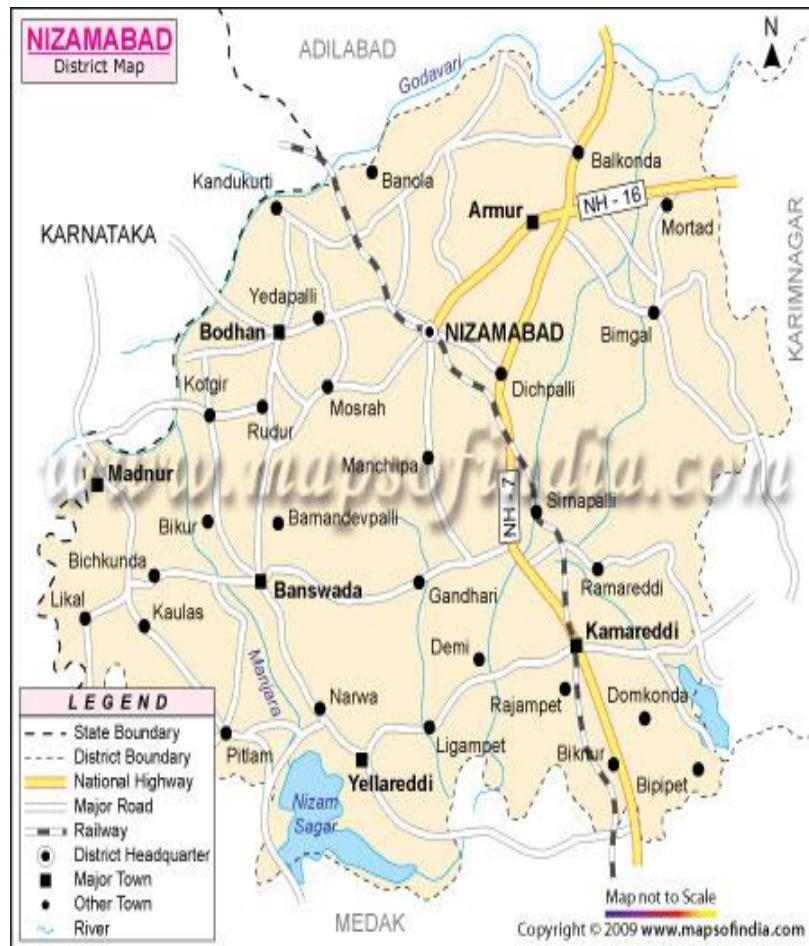 NIZAMABAD
District Map
ADILABAD
N
Godavari
Balkonda
Kandukurti
Banola
NH - 16
Armur
Mortad
KARNATAKA
KARIMNAGAR
Yedapalli
Bodhan
NIZAMABAD
Bimgal
Kotgir
Dichpalli
Mosrah
Rudur
www.mapsofindia.com
Manchilpa
Madnur
NH - 7
Sirnapalli
Bikur
Bamandevpalli
Bichkunda
Ramareddi
Banswada
Gandhari
Likal
Kaulas
Kamareddi
Demi
Manjara
LEGEND
State Boundary
District Boundary
National Highway
Major Road
Railway
District Headquarter
Major Town
Other Town
River
Narwa
Rajampet
Domkonda
Pitlam
Ligampet
Biknur
Yellareddi
Bipipet
Nizam
Sagar
MEDAK
Map not to Scale
Copyright © 2009 www.mapsofindia.com